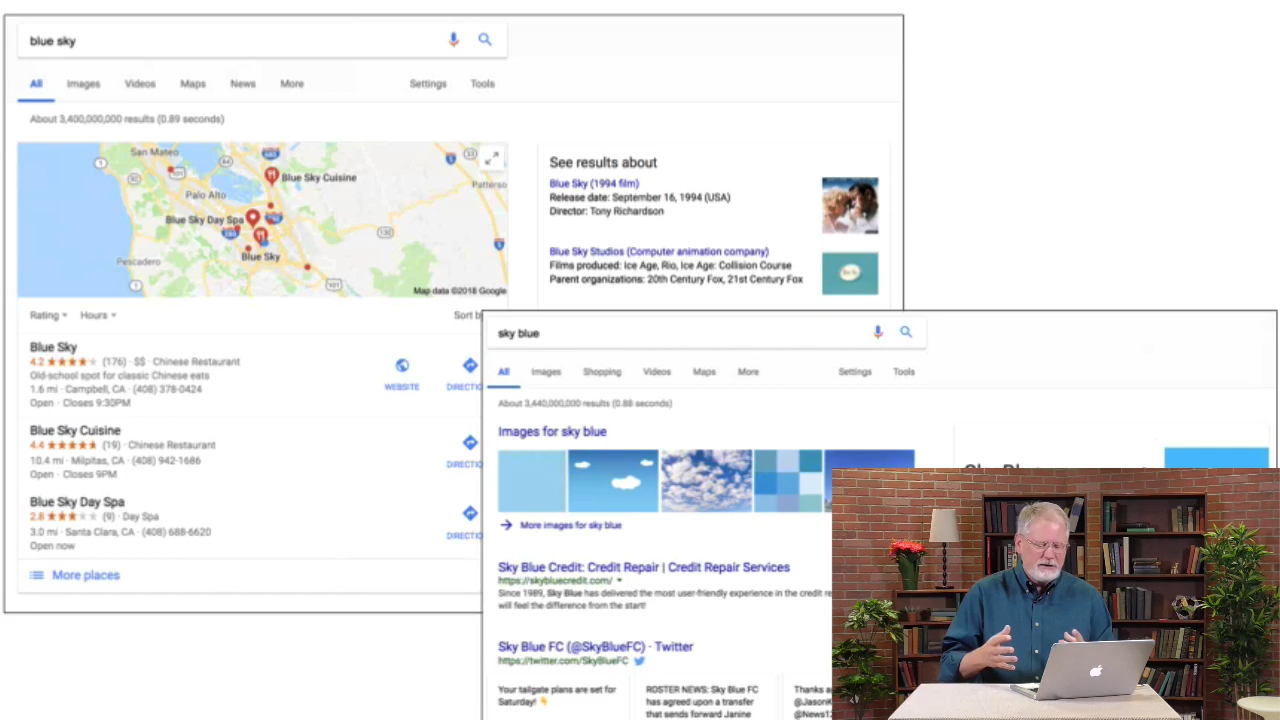 blue sky
All Images Videos Maps News More Settings Tools
About 3,400,000,000 results (0.89 seconds)
San Mateo
Palo Alto
Patterso
Pescadero
Blue Sky Cuisine
Blue Sky Day Spa
Blue Sky
Map data ©2018 Google
Rating Hours Sort by
Blue Sky
4.2 (176) · $$ · Chinese Restaurant
Old-school spot for classic Chinese eats
1.6 mi · Campbell, CA · (408) 378-0424
Open · Closes 9:30PM
WEBSITE DIRECTIO
Blue Sky Cuisine
4.4 (19) · Chinese Restaurant
10.4 mi · Milpitas, CA · (408) 942-1686
Open · Closes 9PM
DIRECTIO
Blue Sky Day Spa
2.8 (9) · Day Spa
3.0 mi · Santa Clara, CA · (408) 688-6620
Open now
DIRECTIO
More places
See results about
Blue Sky (1994 film)
Release date: September 16, 1994 (USA)
Director: Tony Richardson
Blue Sky Studios (Computer animation company)
Films produced: Ice Age, Rio, Ice Age: Collision Course
Parent organizations: 20th Century Fox, 21st Century Fox
sky blue
All Images Shopping Videos Maps More Settings Tools
About 3,440,000,000 results (0.88 seconds)
Images for sky blue
More images for sky blue
Sky Blue Credit: Credit Repair | Credit Repair Services
https://skybluecredit.com/
Since 1989, Sky Blue has delivered the most user-friendly experience in the credit re
will feel the difference from the start!
Sky Blue FC (@SkyBlueFC) · Twitter
https://twitter.com/SkyBlueFC
Your tailgate plans are set for
Saturday!
ROSTER NEWS: Sky Blue FC
has agreed upon a transfer
that sends forward Janine
Thanks a
@JasonK
@News12